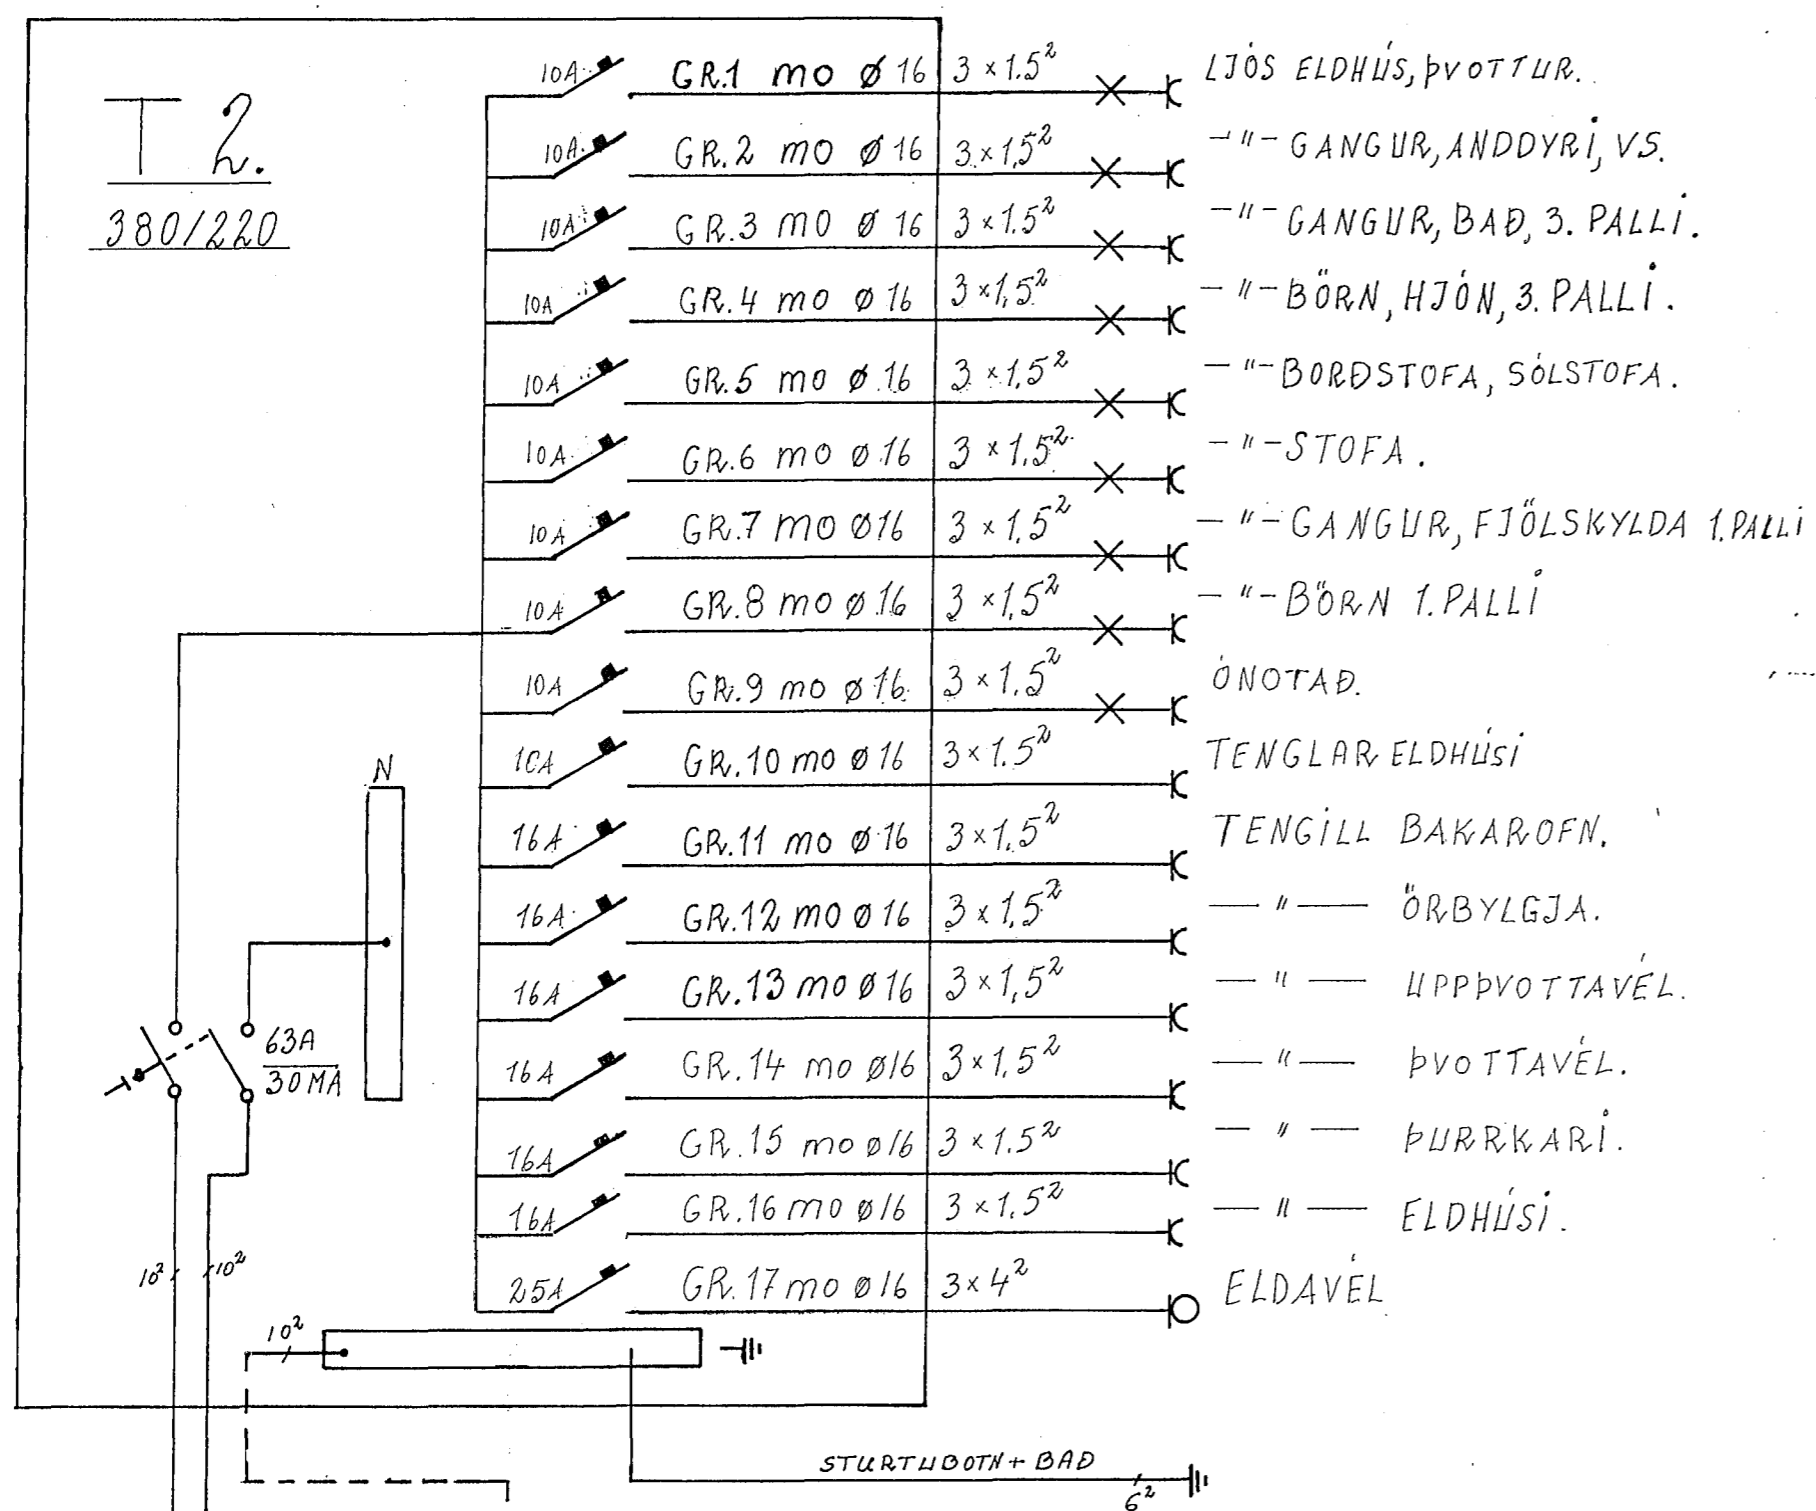 T 2.
380/220
10A GR.1 mo ø 16 3 × 1.5² LJÓS ELDHÚS, ÞVOTTUR.
10A GR.2 mo ø 16 3 × 1,5² —〃— GANGUR, ANDDYRI, VS.
10A GR.3 mo ø 16 3 × 1.5² —〃— GANGUR, BAÐ, 3. PALLI.
10A GR.4 mo ø 16 3 × 1,5² —〃— BÖRN, HJÓN, 3. PALLI.
10A GR.5 mo ø 16 3 × 1,5² —〃— BORÐSTOFA, SÓLSTOFA.
10A GR.6 mo ø 16 3 × 1,5² —〃— STOFA.
10A GR.7 mo ø16 3 × 1,5² —〃— GANGUR, FJÖLSKYLDA 1.PALLI
10A GR.8 mo ø 16 3 × 1,5² —〃— BÖRN 1.PALLI
10A GR.9 mo ø 16 3 × 1.5² ÓNOTAÐ.
10A GR.10 mo ø16 3 × 1.5² TENGLAR ELDHÚSI
16A GR.11 mo ø 16 3 × 1,5² TENGILL BAKAROFN.
16A GR.12 mo ø 16 3 × 1,5² —〃— ÖRBYLGJA.
16A GR.13 mo ø 16 3 × 1,5² —〃— UPPÞVOTTAVÉL.
16A GR.14 mo ø16 3 × 1,5² —〃— ÞVOTTAVÉL.
16A GR.15 mo ø16 3 × 1.5² —〃— ÞURRKARI.
16A GR.16 mo ø16 3 × 1.5² —〃— ELDHÚSI.
25A GR.17 mo ø16 3 × 4² ELDAVÉL
N
63A
30MA
10² 10²
10²
STURTUBOTN + BAÐ
6²